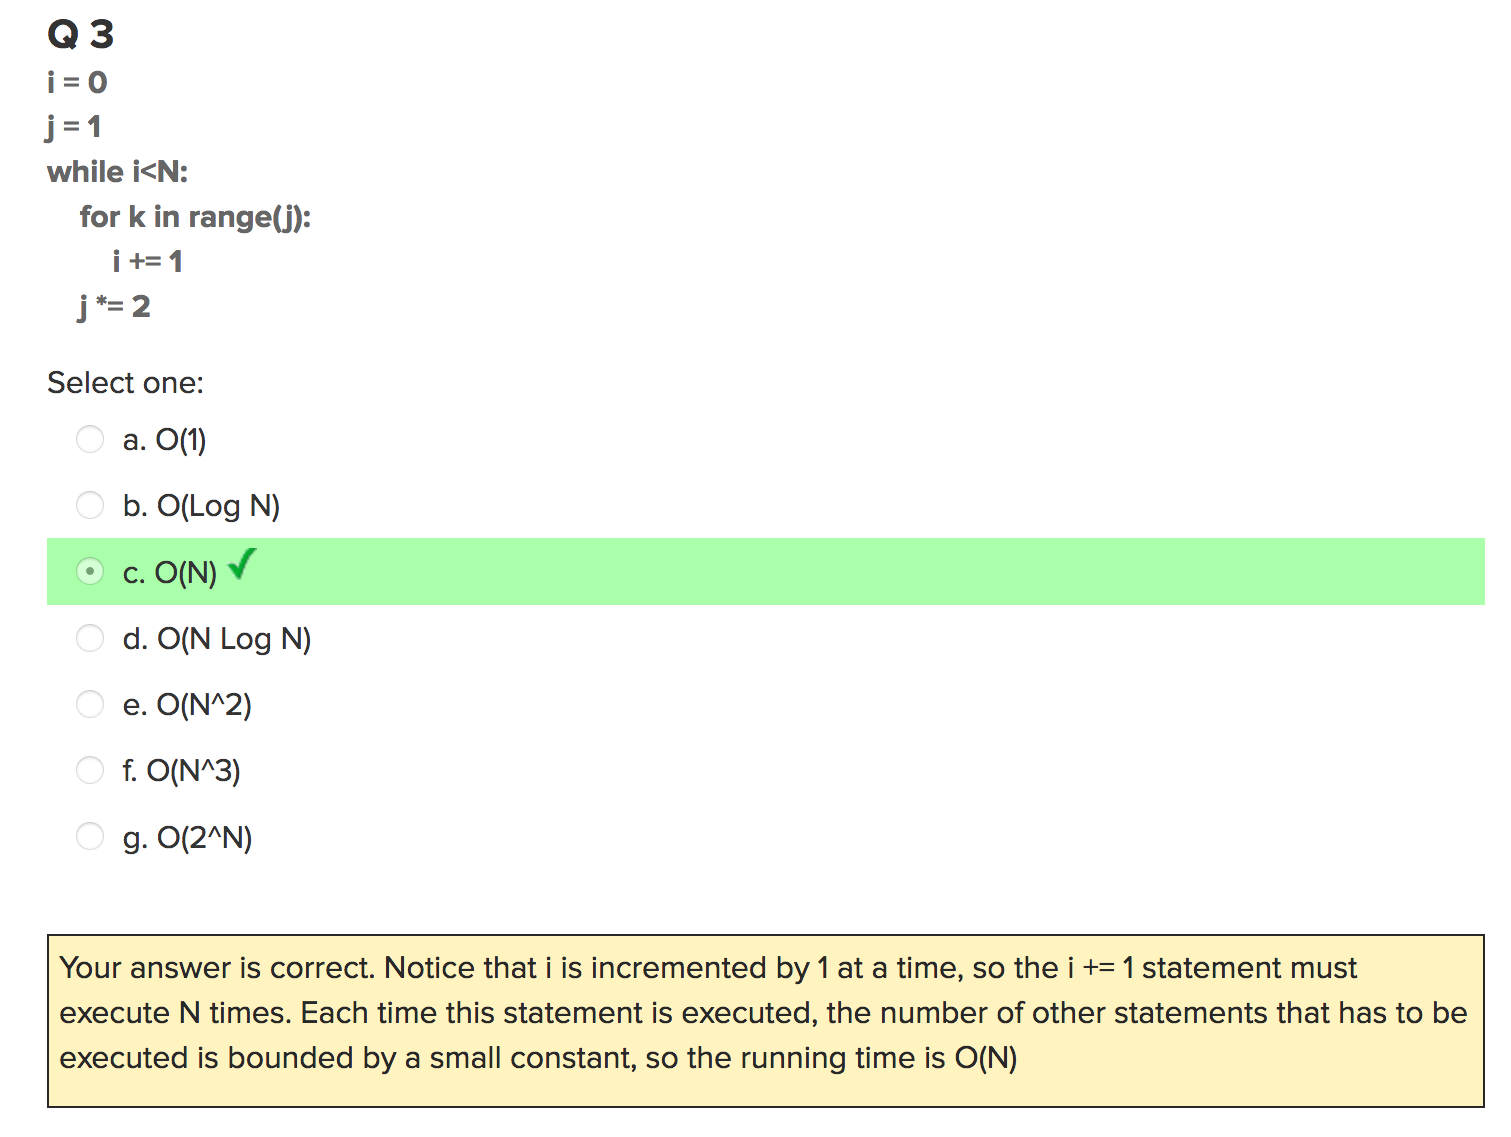 Q 3
i = 0
j = 1
while i<N:
for k in range(j):
i += 1
j *= 2
Select one:
a. O(1)
b. O(Log N)
c. O(N)
d. O(N Log N)
e. O(N^2)
f. O(N^3)
g. O(2^N)
Your answer is correct. Notice that i is incremented by 1 at a time, so the i += 1 statement must
execute N times. Each time this statement is executed, the number of other statements that has to be
executed is bounded by a small constant, so the running time is O(N)